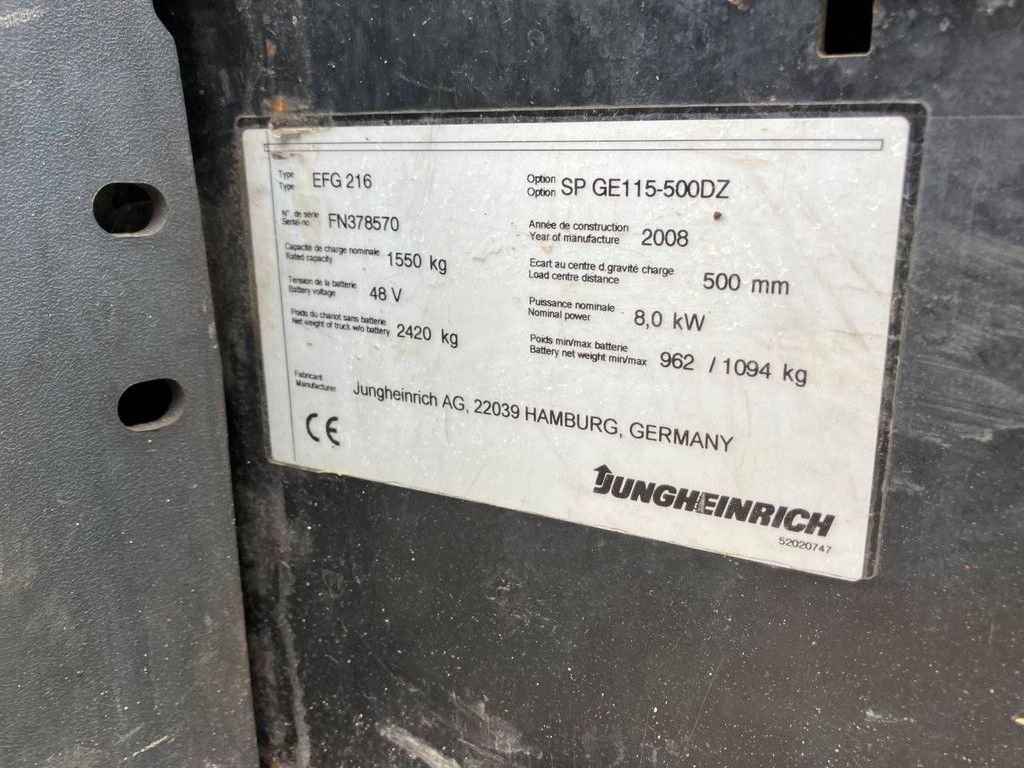 Type
Type EFG 216
Option
Option SP GE115-500DZ
N° de série
Serial-no. FN378570
Année de construction
Year of manufacture 2008
Capacité de charge nominale
Rated capacity 1550 kg
Ecart au centre d.gravité charge
Load centre distance 500 mm
Tension de la batterie
Battery voltage 48 V
Puissance nominale
Nominal power 8,0 kW
Poids du chariot sans batterie
Net weight of truck w/o battery 2420 kg
Poids min/max batterie
Battery net weight min/max 962 / 1094 kg
Fabricant
Manufacturer Jungheinrich AG, 22039 HAMBURG, GERMANY
CE
JUNGHEINRICH
52020747